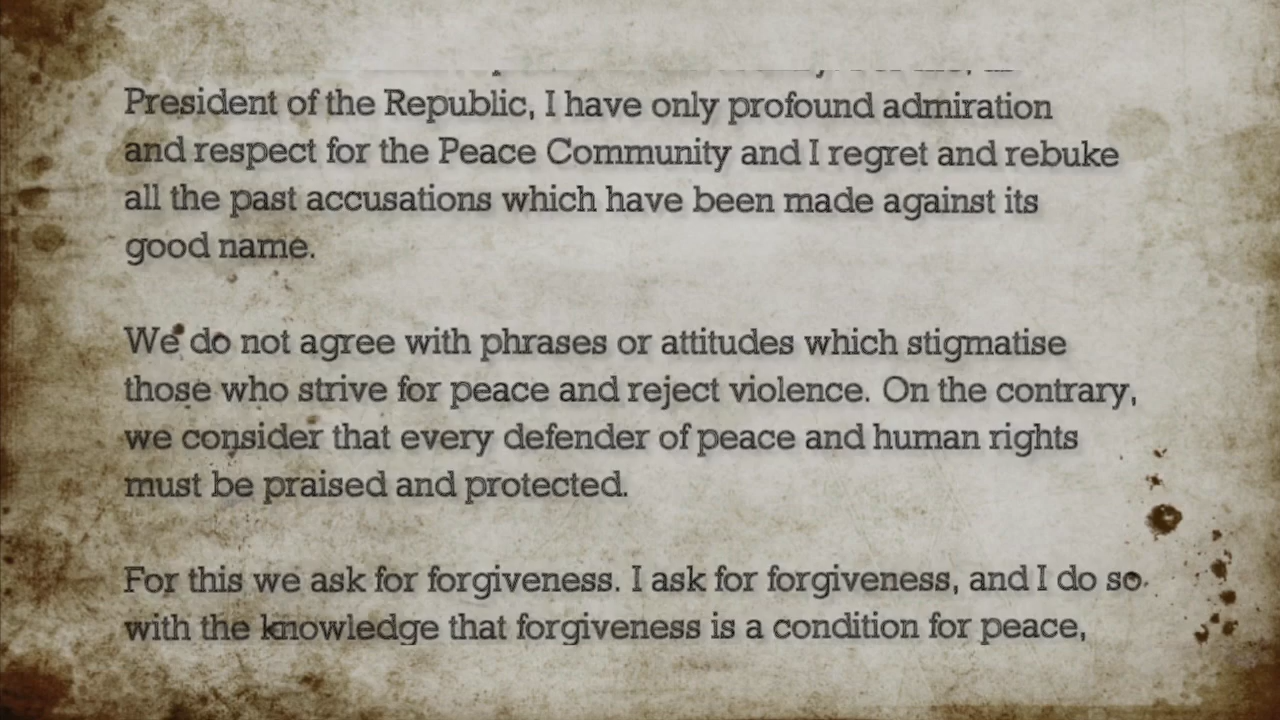 President of the Republic, I have only profound admiration
and respect for the Peace Community and I regret and rebuke
all the past accusations which have been made against its
good name.
We do not agree with phrases or attitudes which stigmatise
those who strive for peace and reject violence. On the contrary,
we consider that every defender of peace and human rights
must be praised and protected.
For this we ask for forgiveness. I ask for forgiveness, and I do so
with the knowledge that forgiveness is a condition for peace,